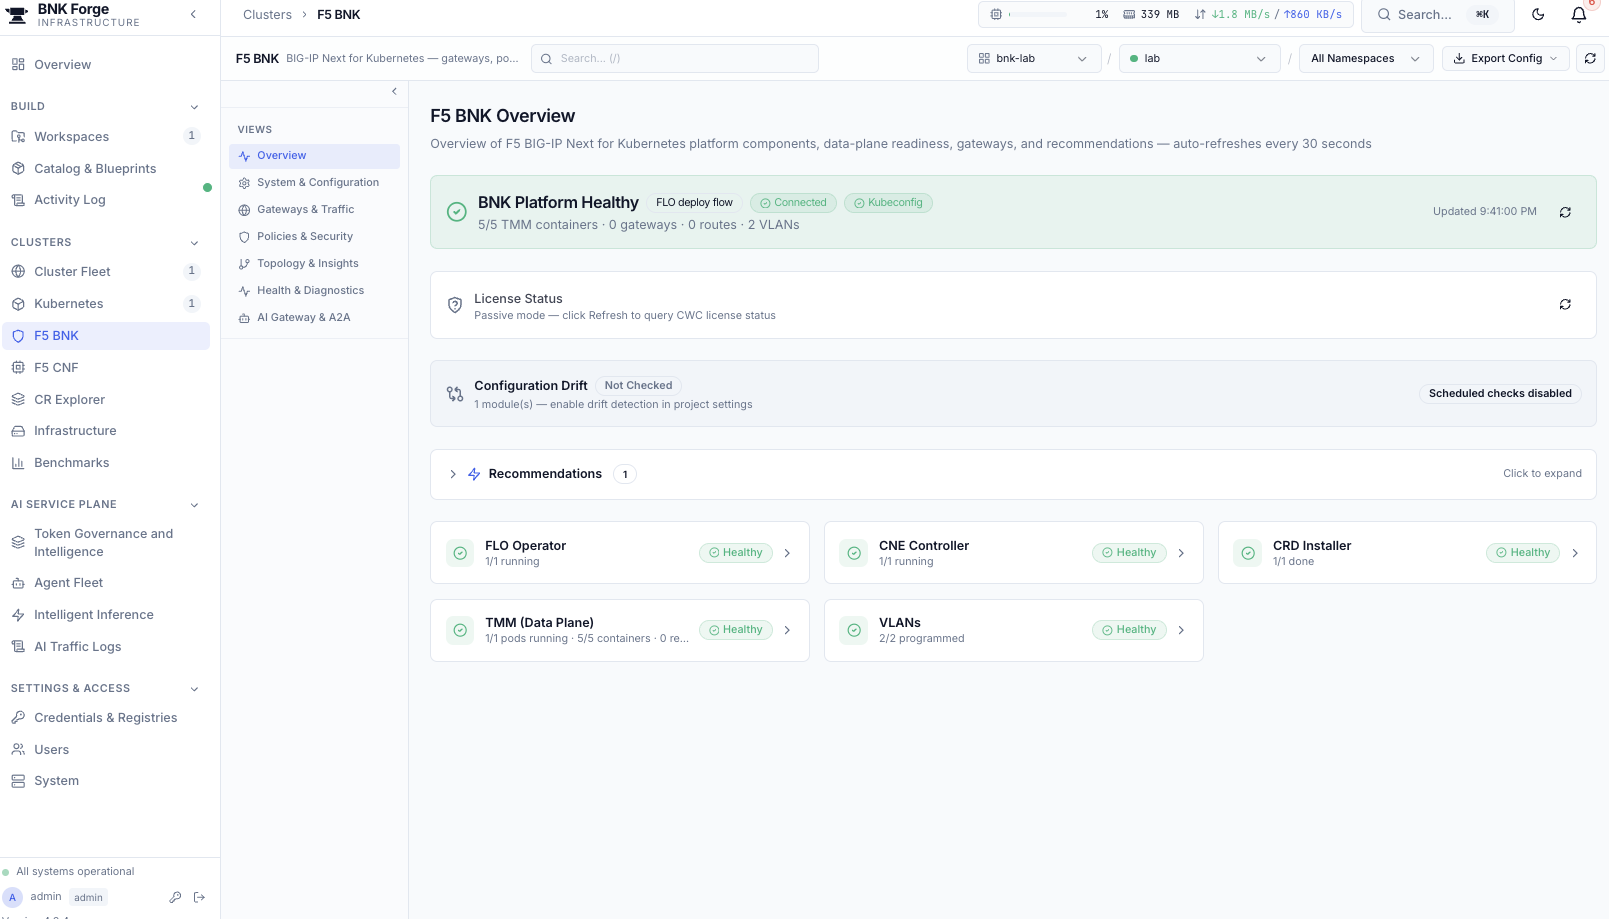 BNK Forge
INFRASTRUCTURE
Clusters > F5 BNK
1%
339 MB
↓1.8 MB/s / ↑860 KB/s
Search...
⌘K
6
F5 BNK
BIG-IP Next for Kubernetes — gateways, po...
Search... (/)
bnk-lab
/
lab
/
All Namespaces
Export Config
Overview
BUILD
Workspaces
1
Catalog & Blueprints
Activity Log
CLUSTERS
Cluster Fleet
1
Kubernetes
1
F5 BNK
F5 CNF
CR Explorer
Infrastructure
Benchmarks
AI SERVICE PLANE
Token Governance and
Intelligence
Agent Fleet
Intelligent Inference
AI Traffic Logs
SETTINGS & ACCESS
Credentials & Registries
Users
System
All systems operational
A
admin
admin
VIEWS
Overview
System & Configuration
Gateways & Traffic
Policies & Security
Topology & Insights
Health & Diagnostics
AI Gateway & A2A
F5 BNK Overview
Overview of F5 BIG-IP Next for Kubernetes platform components, data-plane readiness, gateways, and recommendations — auto-refreshes every 30 seconds
BNK Platform Healthy
FLO deploy flow
Connected
Kubeconfig
5/5 TMM containers · 0 gateways · 0 routes · 2 VLANs
Updated 9:41:00 PM
License Status
Passive mode — click Refresh to query CWC license status
Configuration Drift
Not Checked
1 module(s) — enable drift detection in project settings
Scheduled checks disabled
Recommendations
1
Click to expand
FLO Operator
1/1 running
Healthy
CNE Controller
1/1 running
Healthy
CRD Installer
1/1 done
Healthy
TMM (Data Plane)
1/1 pods running · 5/5 containers · 0 re...
Healthy
VLANs
2/2 programmed
Healthy